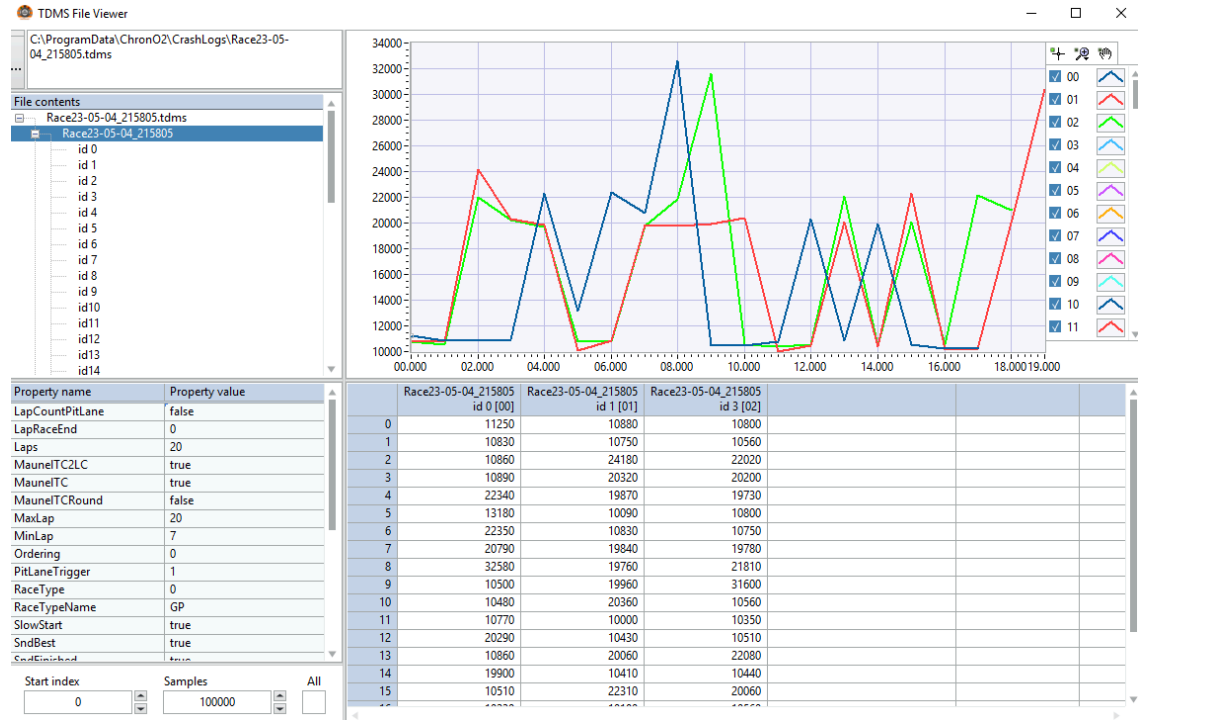 TDMS File Viewer
C:\ProgramData\ChronO2\CrashLogs\Race23-05-
04_215805.tdms
...
File contents
Race23-05-04_215805.tdms
Race23-05-04_215805
id 0
id 1
id 2
id 3
id 4
id 5
id 6
id 7
id 8
id 9
id10
id11
id12
id13
id14
34000
32000
30000
28000
26000
24000
22000
20000
18000
16000
14000
12000
10000
00.000 02.000 04.000 06.000 08.000 10.000 12.000 14.000 16.000 18.000 19.000
00
01
02
03
04
05
06
07
08
09
10
11
Property name Property value
LapCountPitLane false
LapRaceEnd 0
Laps 20
MauneITC2LC true
MauneITC true
MauneITCRound false
MaxLap 20
MinLap 7
Ordering 0
PitLaneTrigger 1
RaceType 0
RaceTypeName GP
SlowStart true
SndBest true
SndFinished true
Start index Samples All
0 100000
Race23-05-04_215805 Race23-05-04_215805 Race23-05-04_215805
id 0 [00] id 1 [01] id 3 [02]
0 11250 10880 10800
1 10830 10750 10560
2 10860 24180 22020
3 10890 20320 20200
4 22340 19870 19730
5 13180 10090 10800
6 22350 10830 10750
7 20790 19840 19780
8 32580 19760 21810
9 10500 19960 31600
10 10480 20360 10560
11 10770 10000 10350
12 20290 10430 10510
13 10860 20060 22080
14 19900 10410 10440
15 10510 22310 20060